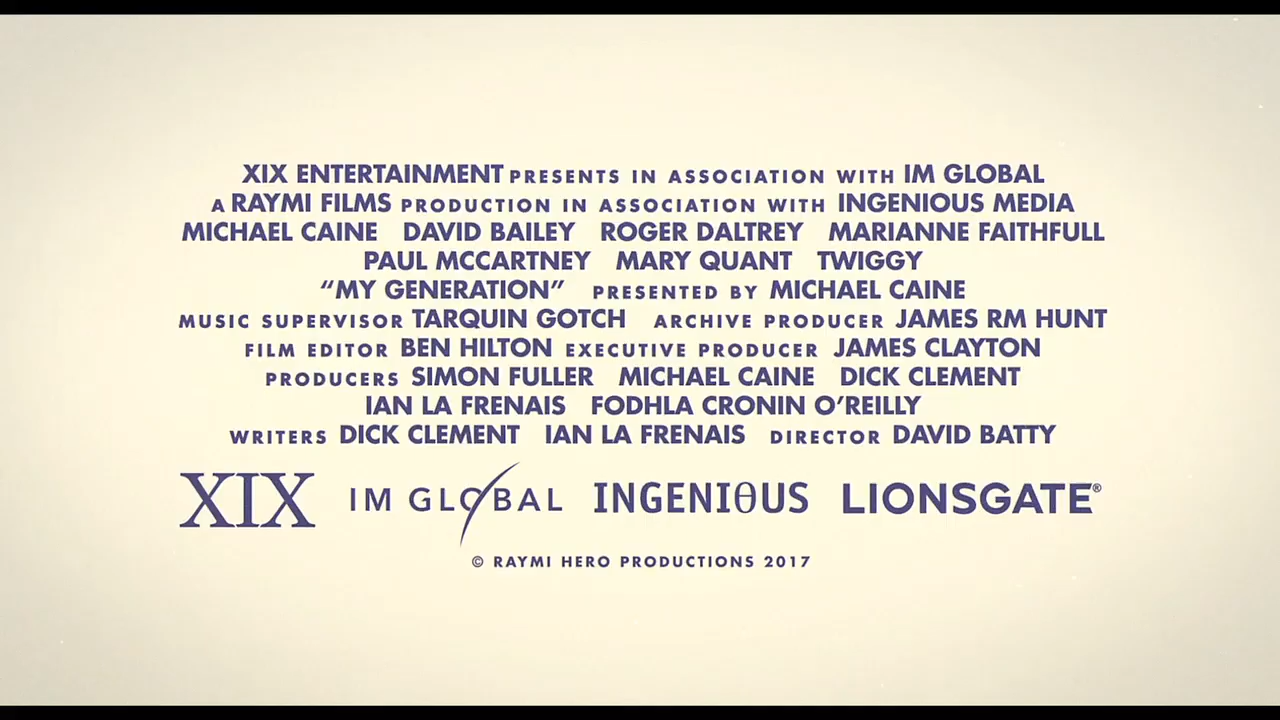 XIX ENTERTAINMENT PRESENTS IN ASSOCIATION WITH IM GLOBAL
A RAYMI FILMS PRODUCTION IN ASSOCIATION WITH INGENIOUS MEDIA
MICHAEL CAINE DAVID BAILEY ROGER DALTREY MARIANNE FAITHFULL
PAUL MCCARTNEY MARY QUANT TWIGGY
“MY GENERATION” PRESENTED BY MICHAEL CAINE
MUSIC SUPERVISOR TARQUIN GOTCH ARCHIVE PRODUCER JAMES RM HUNT
FILM EDITOR BEN HILTON EXECUTIVE PRODUCER JAMES CLAYTON
PRODUCERS SIMON FULLER MICHAEL CAINE DICK CLEMENT
IAN LA FRENAIS FODHLA CRONIN O’REILLY
WRITERS DICK CLEMENT IAN LA FRENAIS DIRECTOR DAVID BATTY
XIX IM GLOBAL INGENIθUS LIONSGATE®
© RAYMI HERO PRODUCTIONS 2017